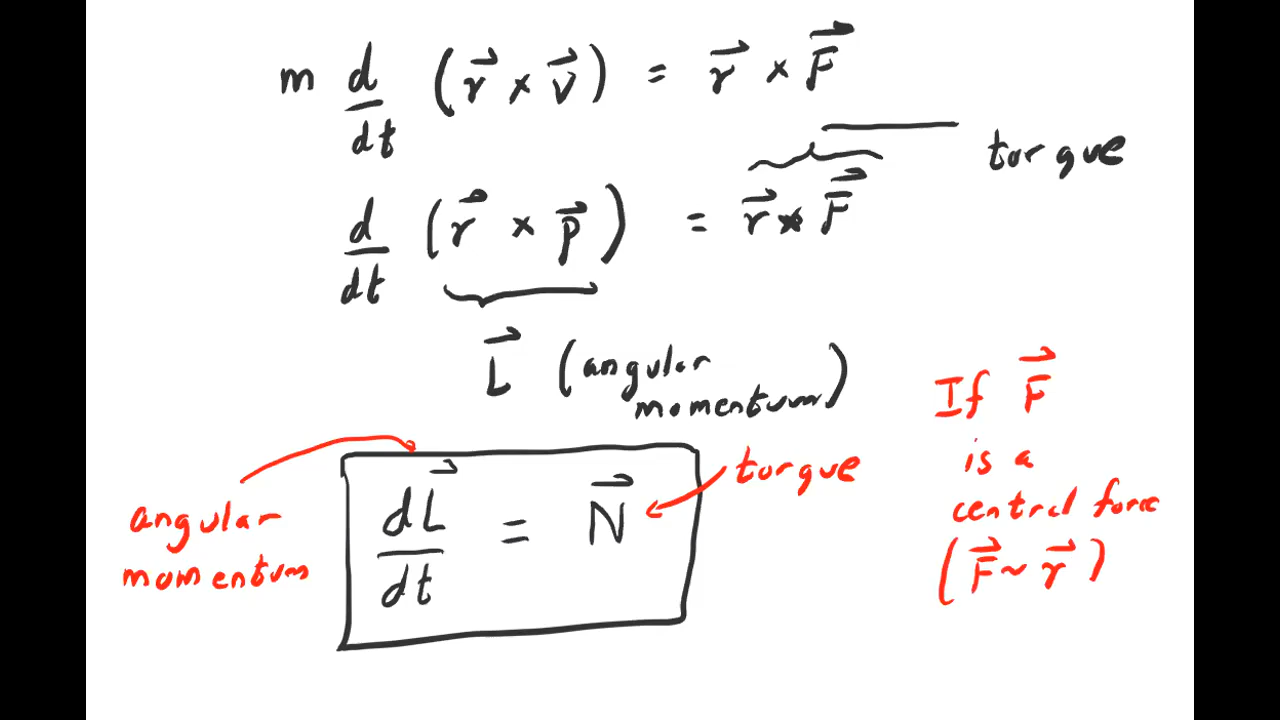 m d/dt (r⃗ × v⃗) = r⃗ × F⃗
torque
d/dt (r⃗ × p⃗) = r⃗ × F⃗
L⃗ (angular momentum)
dL⃗/dt = N⃗
angular
momentum
torque
If F⃗
is a
central force
(F⃗ ~ r⃗)